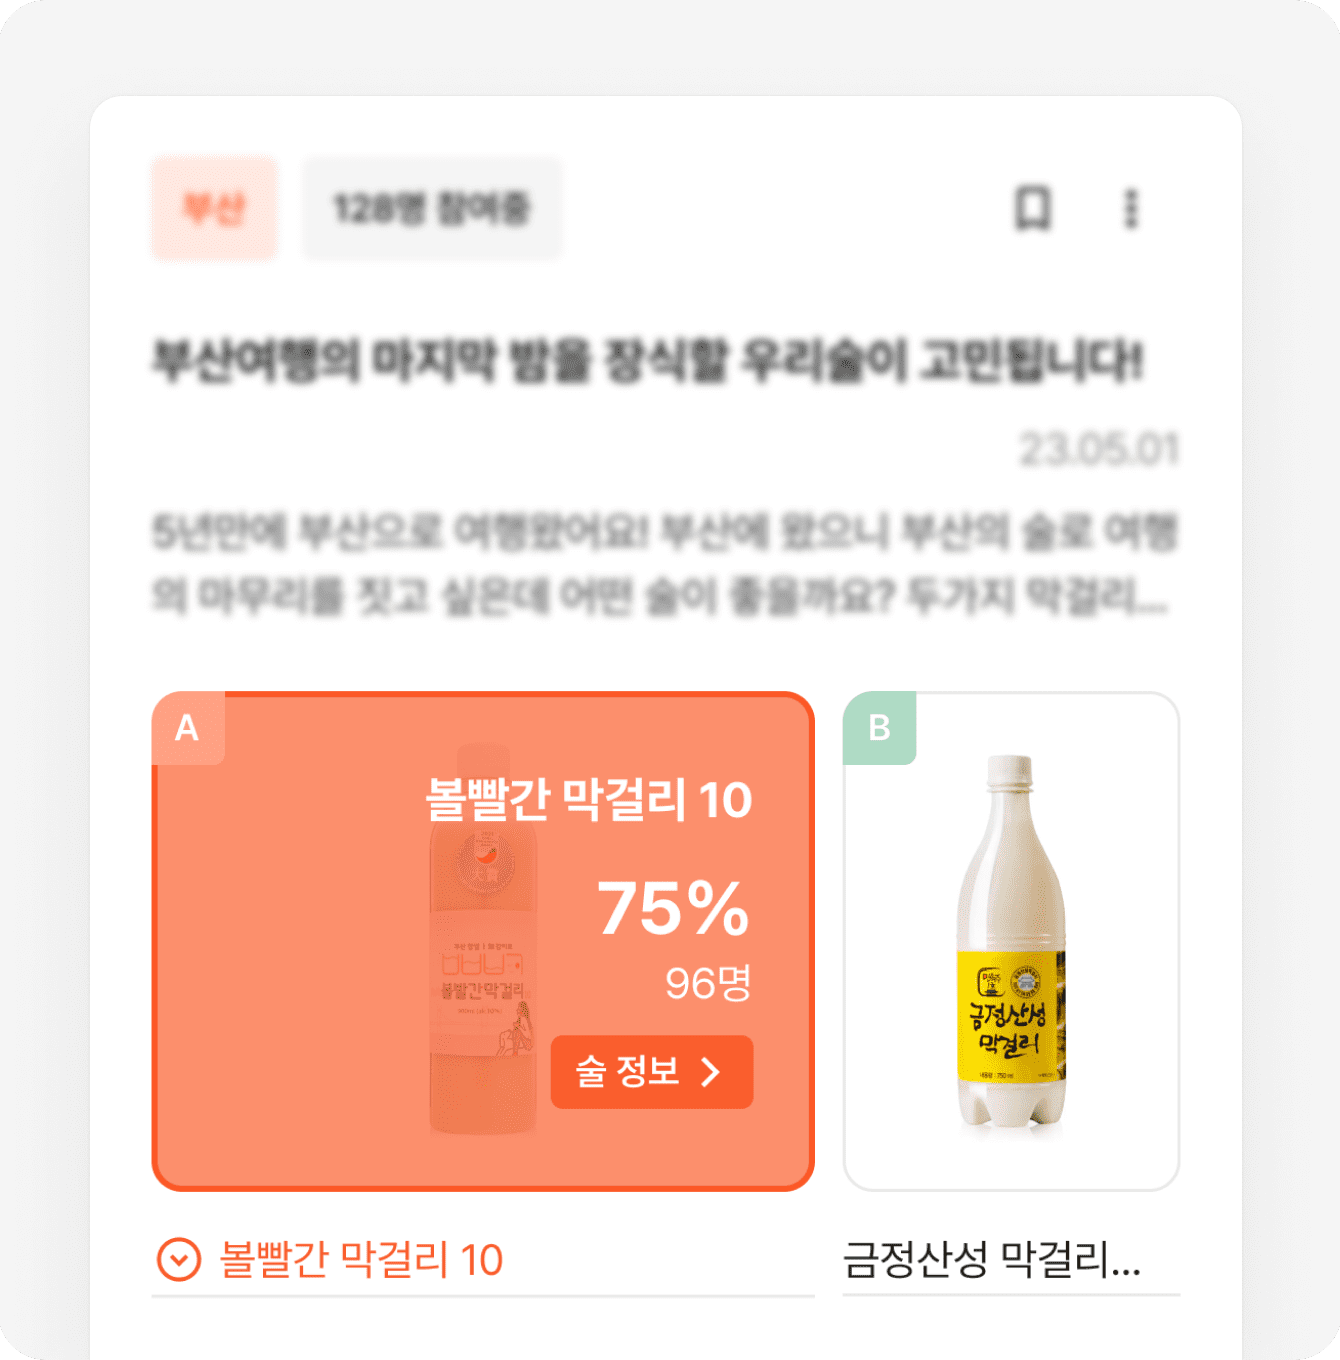 부산
128명 참여중
부산여행의 마지막 밤을 장식할 우리술이 고민됩니다!
23.05.01
5년만에 부산으로 여행왔어요! 부산에 왔으니 부산의 술로 여행
의 마무리를 짓고 싶은데 어떤 술이 좋을까요? 두가지 막걸리...
A
볼빨간 막걸리 10
75%
96명
볼빨간막걸리
술 정보
B
금정산성
막걸리
볼빨간 막걸리 10
금정산성 막걸리...